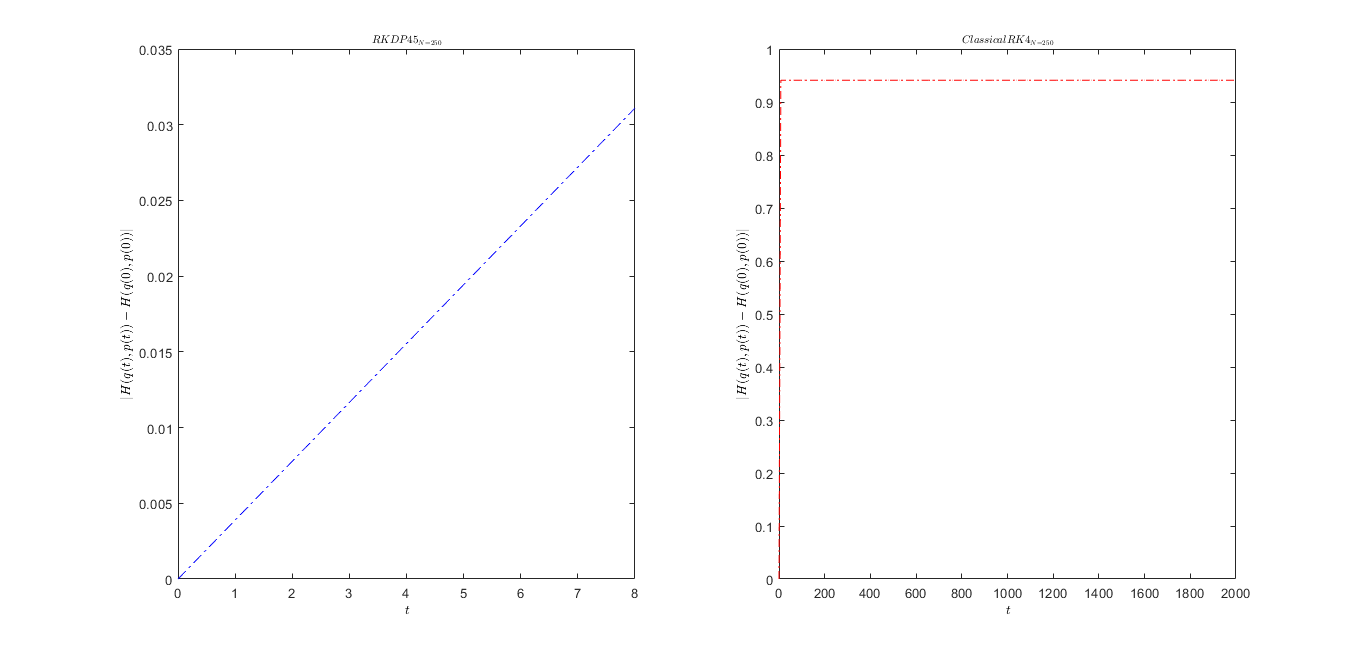 RKDP45_{N=250}
0.035
0.03
0.025
0.02
0.015
0.01
0.005
0
0 1 2 3 4 5 6 7 8
t
|H(q(t),p(t)) − H(q(0),p(0))|
ClassicalRK4_{N=250}
1
0.9
0.8
0.7
0.6
0.5
0.4
0.3
0.2
0.1
0
0 200 400 600 800 1000 1200 1400 1600 1800 2000
t
|H(q(t),p(t)) − H(q(0),p(0))|